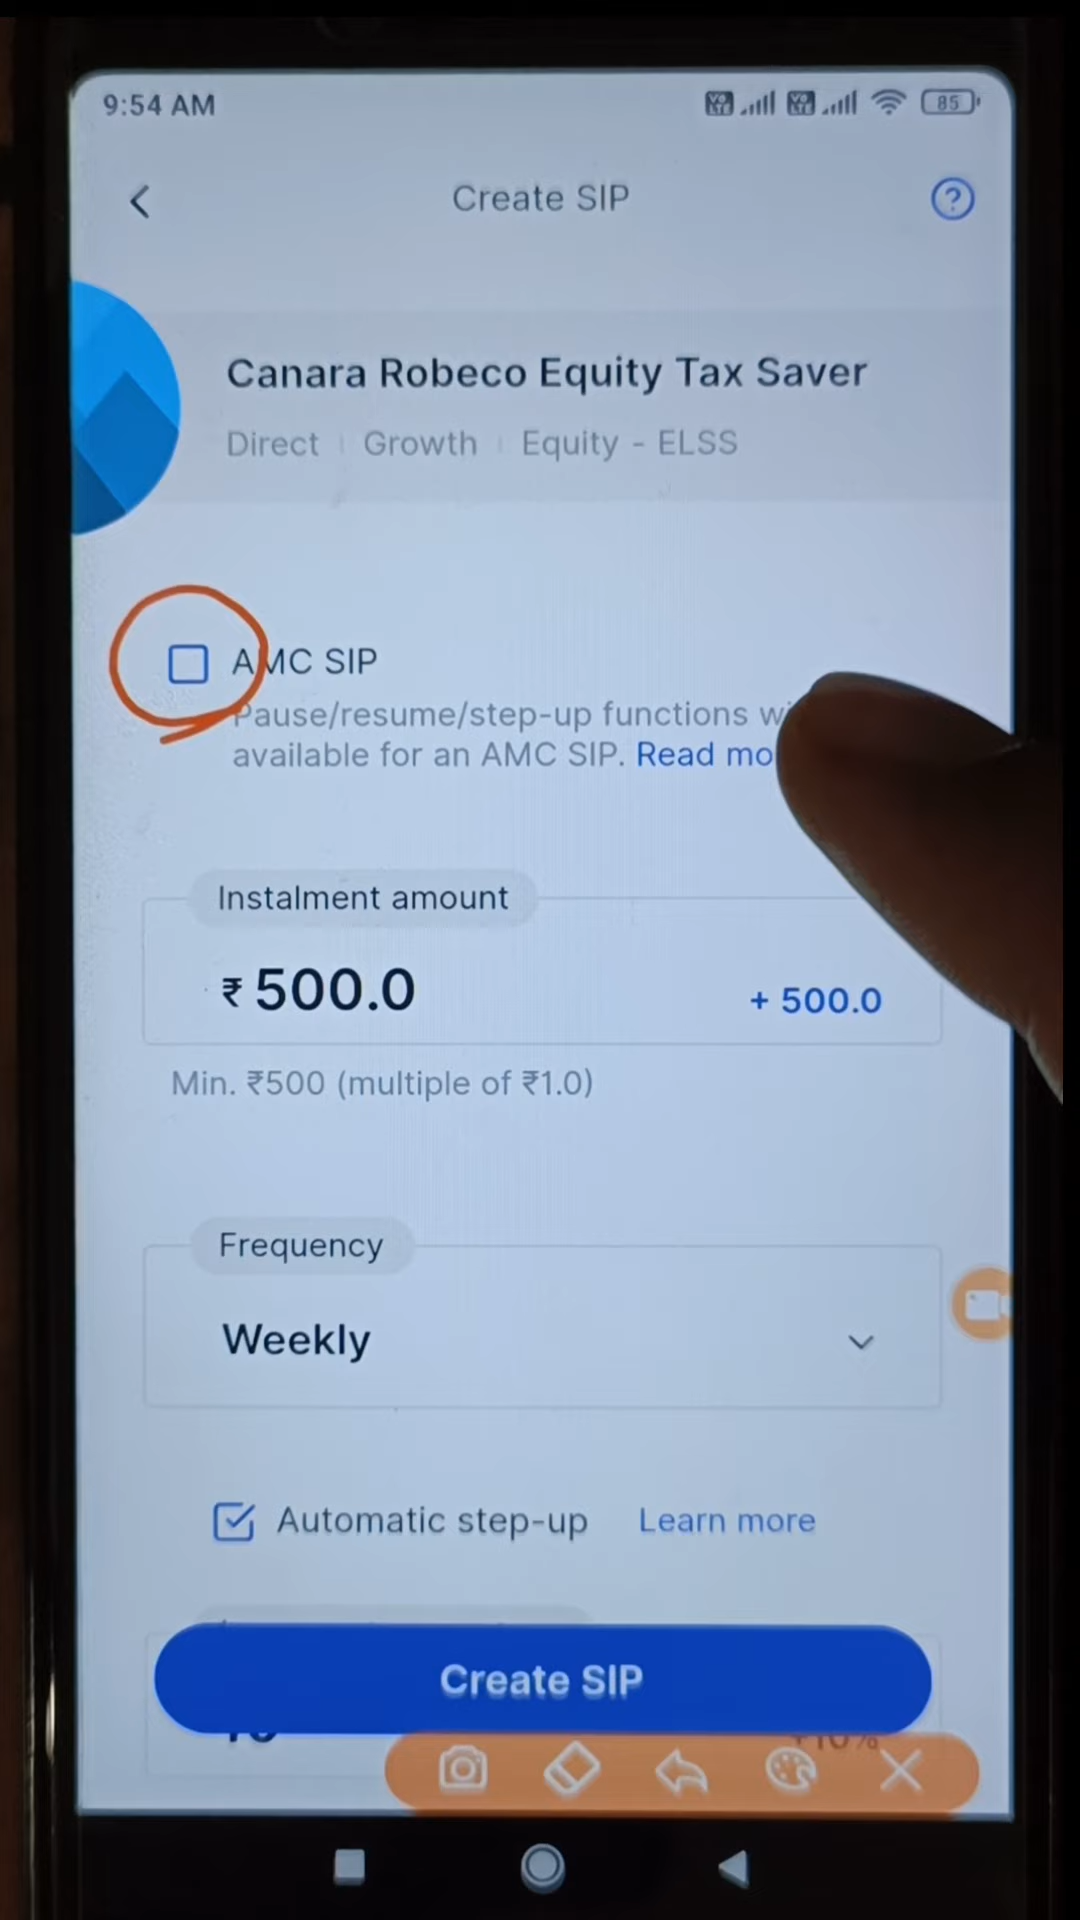 9:54 AM
85
Create SIP
?
Canara Robeco Equity Tax Saver
Direct Growth Equity - ELSS
AMC SIP
Pause/resume/step-up functions
available for an AMC SIP. Read
Instalment amount
₹ 500.0
+ 500.0
Min. ₹500 (multiple of ₹1.0)
Frequency
Weekly
Automatic step-up Learn more
Create SIP